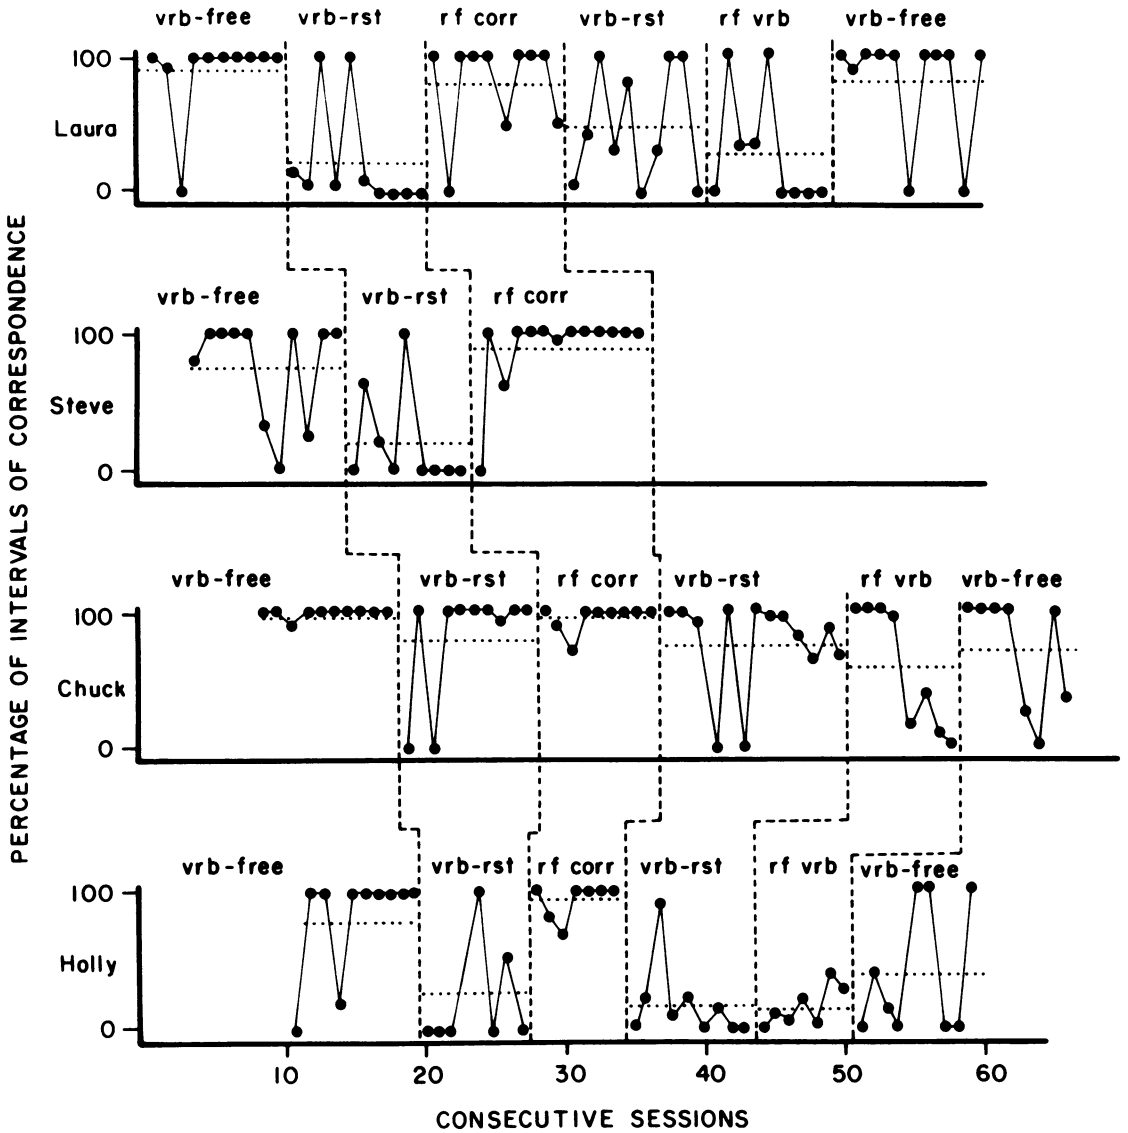 vrb-free vrb-rst rf corr vrb-rst rf vrb vrb-free
100
Laura
0
vrb-free vrb-rst rf corr
100
Steve
0
vrb-free vrb-rst rf corr vrb-rst rf vrb vrb-free
100
Chuck
0
vrb-free vrb-rst rf corr vrb-rst rf vrb vrb-free
100
Holly
0
10 20 30 40 50 60
CONSECUTIVE SESSIONS
PERCENTAGE OF INTERVALS OF CORRESPONDENCE